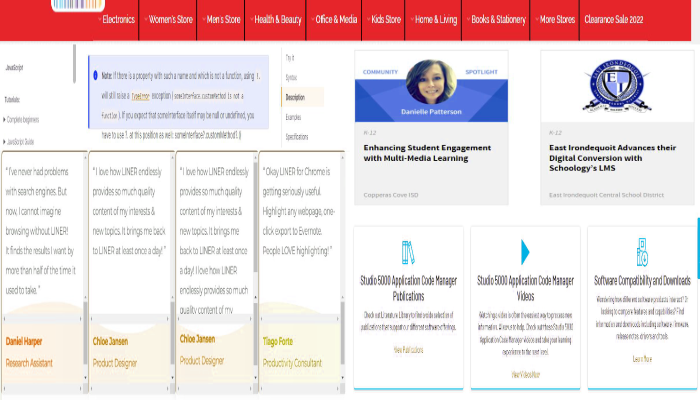 Electronics
Women's Store
Men's Store
Health & Beauty
Office & Media
Kids Store
Home & Living
Books & Stationery
More Stores
Clearance Sale 2022
JavaScript
Tutorials:
Complete beginners
JavaScript Guide
Note: If there is a property with such a name and which is not a function, using ?.
will still raise a TypeError exception (someInterface.customMethod is not a
function). If you expect that someInterface itself may be null or undefined, you
have to use ?. at this position as well: someInterface?.customMethod?.()
Try it
Syntax
Description
Examples
Specifications
COMMUNITY SPOTLIGHT
Danielle Patterson
K-12
Enhancing Student Engagement
with Multi-Media Learning
Copperas Cove ISD
EAST IRONDEQUOIT
K-12
East Irondequoit Advances their
Digital Conversion with
Schoology's LMS
East Irondequoit Central School District
"I've never had problems
with search engines. But
now, I cannot imagine
browsing without LINER!
It finds the results I want by
more than half of the time it
used to take."
Daniel Harper
Research Assistant
"I love how LINER endlessly
provides so much quality
content of my interests &
new topics. It brings me back
to LINER at least once a day!"
Chloe Jansen
Product Designer
"I love how LINER endlessly
provides so much quality
content of my interests &
new topics. It brings me
back to LINER at least once
a day! I love how LINER
endlessly provides so much
quality content of my
Chloe Jansen
Product Designer
"Okay LINER for Chrome is
getting seriously useful.
Highlight any webpage, one-
click export to Evernote.
People LOVE highlighting!"
Tiago Forte
Productivity Consultant
Studio 5000 Application Code Manager
Publications
Check out Literature Library for the wide selection of
publications that support our different software offerings.
View Publications
Studio 5000 Application Code Manager
Videos
Watching a video is often the easiest way to process new
information. We're here to help. Check out these Studio 5000
Application Code Manager videos and take your learning
experience to the next level.
View Videos Now
Software Compatibility and Downloads
Wondering how different software products interact? Or
looking to compare features and capabilities? Find
information and downloads including software, firmware,
release notes, drivers and tools.
Learn More